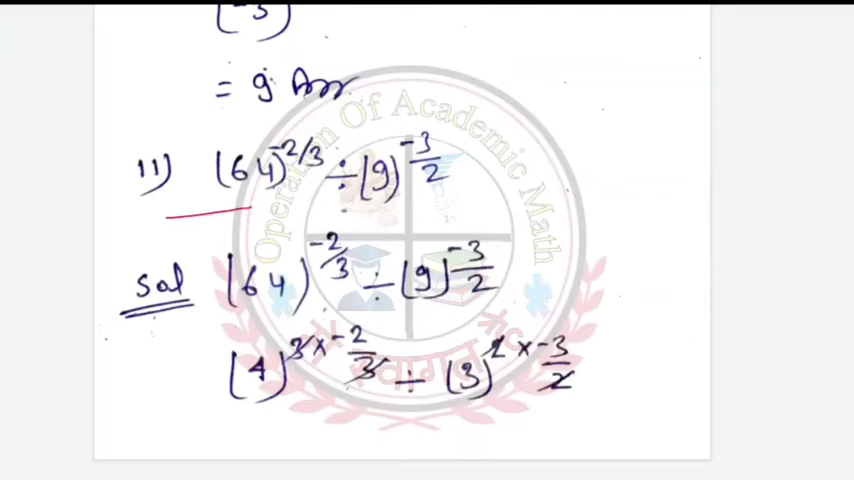 (-3)
= 9 Ans
11) (64)^{-2/3} ÷ (9)^{-3/2}
Sol (64)^{-2/3} ÷ (9)^{-3/2}
(4)^{3×-2/3} ÷ (3)^{2×-3/2}
Operation Of Academic Math